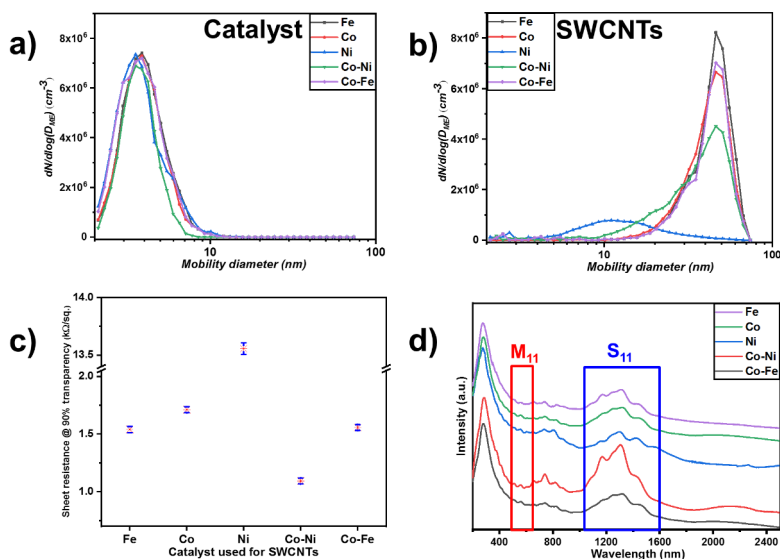 a)
Catalyst
Fe
Co
Ni
Co-Ni
Co-Fe
8x10⁶
6x10⁶
4x10⁶
2x10⁶
0
10
100
dN/dlog(D_ME) (cm⁻³)
Mobility diameter (nm)
b)
SWCNTs
Fe
Co
Ni
Co-Ni
Co-Fe
8x10⁶
6x10⁶
4x10⁶
2x10⁶
0
10
100
dN/dlog(D_ME) (cm⁻³)
Mobility diameter (nm)
c)
14.0
13.5
2.0
1.5
1.0
Sheet resistance @ 90% transparency (KΩ/sq.)
Fe
Co
Ni
Co-Ni
Co-Fe
Catalyst used for SWCNTs
d)
M₁₁
S₁₁
Fe
Co
Ni
Co-Ni
Co-Fe
Intensity (a.u.)
400
800
1200
1600
2000
2400
Wavelength (nm)